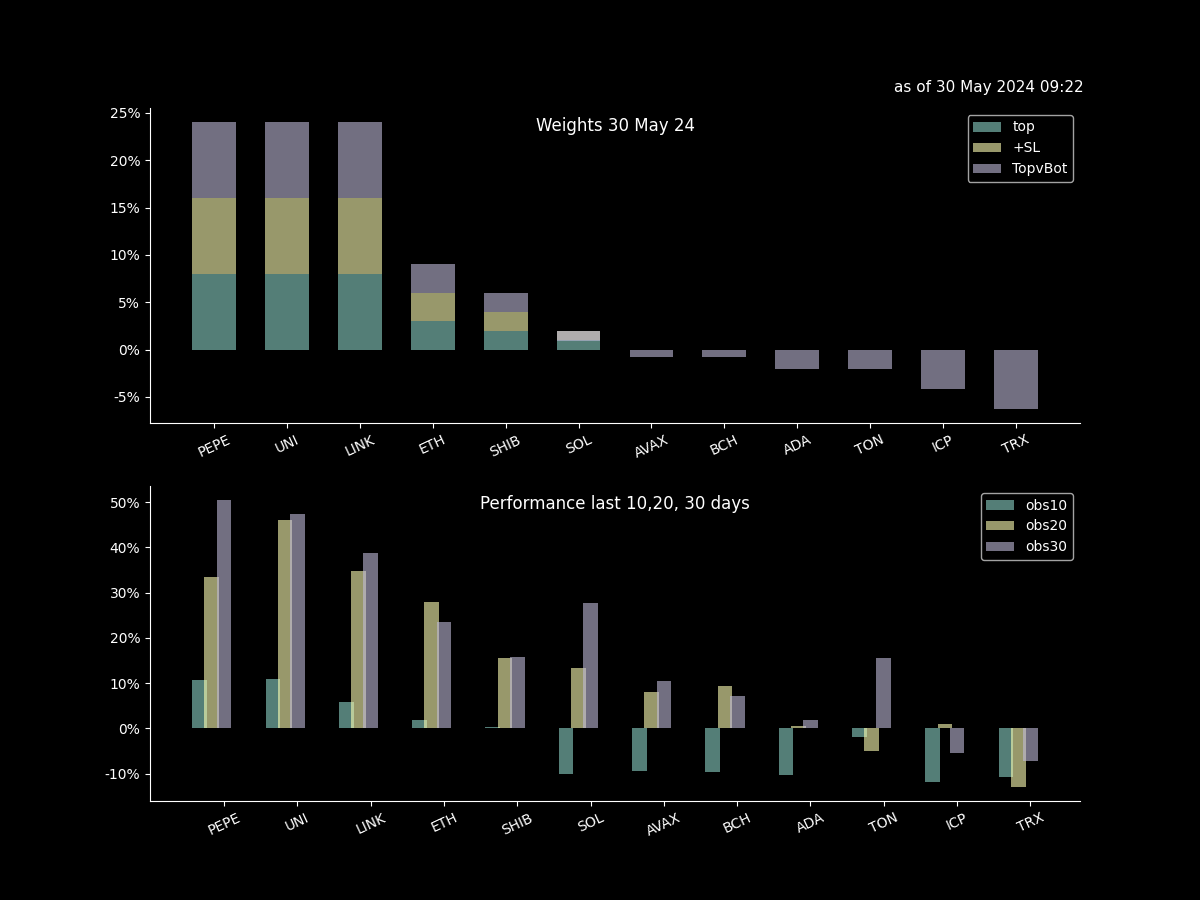 as of 30 May 2024 09:22
Weights 30 May 24
top
+SL
TopvBot
25%
20%
15%
10%
5%
0%
-5%
PEPE UNI LINK ETH SHIB SOL AVAX BCH ADA TON ICP TRX
Performance last 10,20, 30 days
obs10
obs20
obs30
50%
40%
30%
20%
10%
0%
-10%
PEPE UNI LINK ETH SHIB SOL AVAX BCH ADA TON ICP TRX